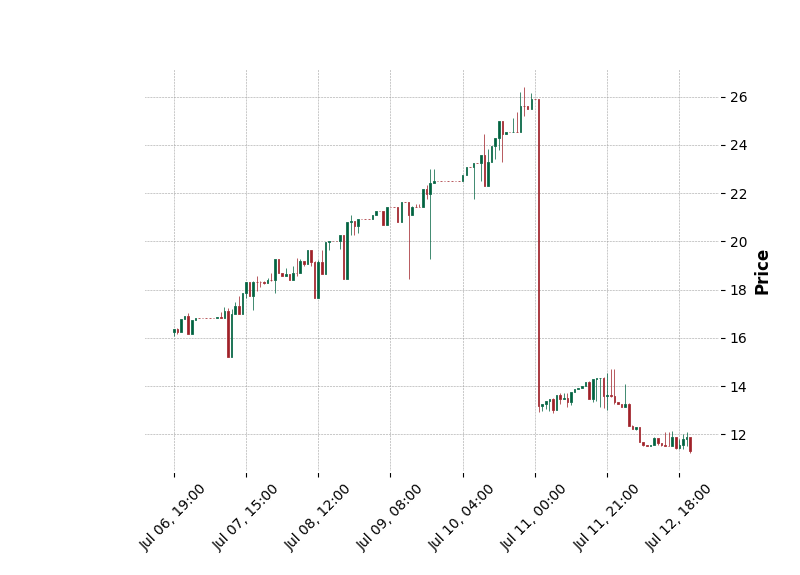 26
24
22
20
18
16
14
12
Price
Jul 06, 19:00
Jul 07, 15:00
Jul 08, 12:00
Jul 09, 08:00
Jul 10, 04:00
Jul 11, 00:00
Jul 11, 21:00
Jul 12, 18:00